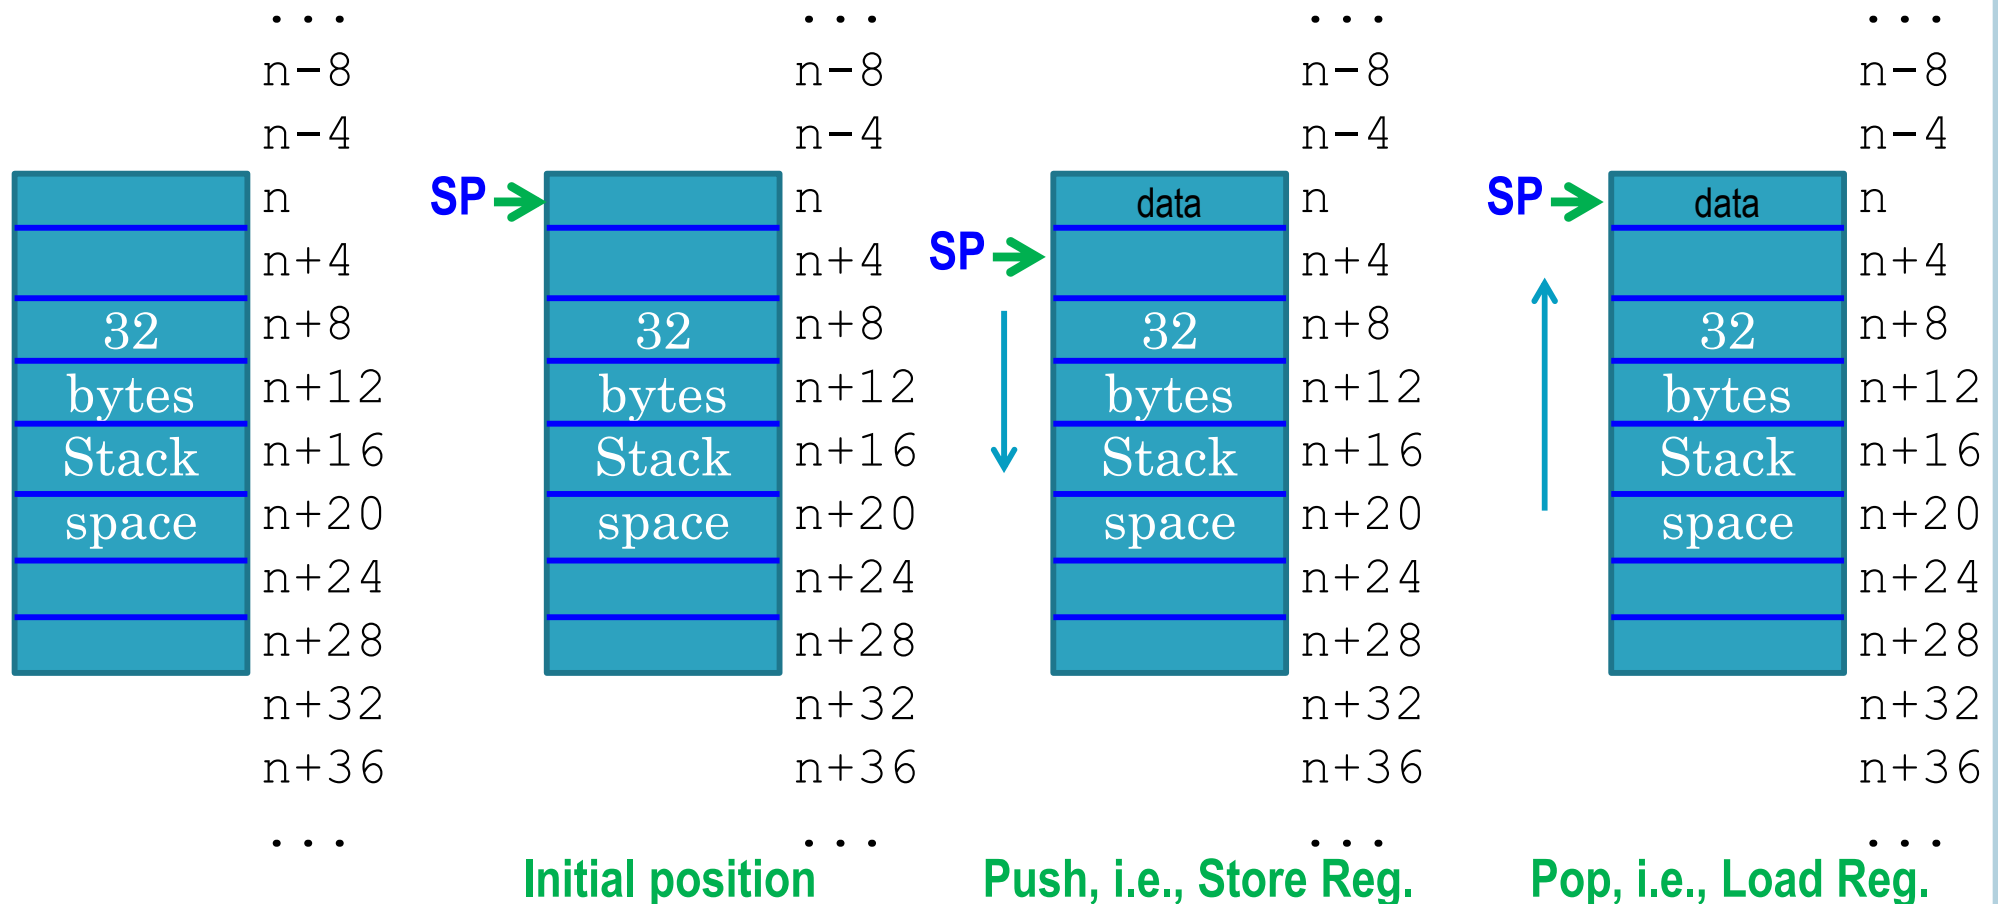 ...
n-8
n-4
n
n+4
n+8
n+12
n+16
n+20
n+24
n+28
n+32
n+36
...
32
bytes
Stack
space
...
n-8
n-4
n
n+4
n+8
n+12
n+16
n+20
n+24
n+28
n+32
n+36
...
SP
32
bytes
Stack
space
Initial position
...
n-8
n-4
n
n+4
n+8
n+12
n+16
n+20
n+24
n+28
n+32
n+36
...
SP
data
32
bytes
Stack
space
Push, i.e., Store Reg.
...
n-8
n-4
n
n+4
n+8
n+12
n+16
n+20
n+24
n+28
n+32
n+36
...
SP
data
32
bytes
Stack
space
Pop, i.e., Load Reg.